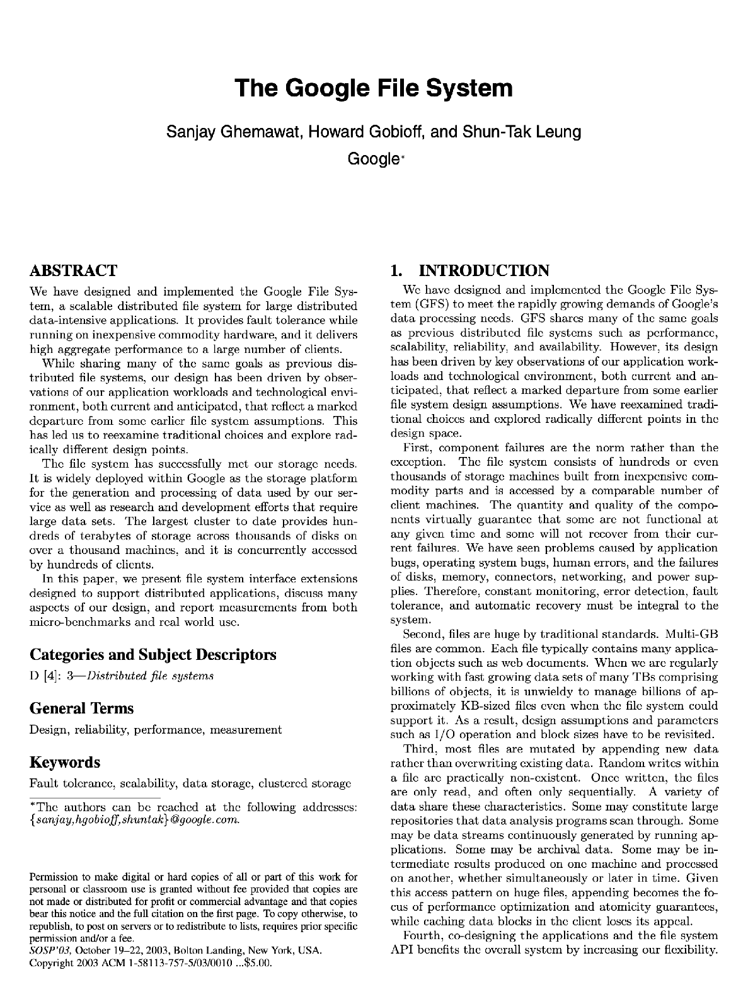 The Google File System
Sanjay Ghemawat, Howard Gobioff, and Shun-Tak Leung
Google*
ABSTRACT
We have designed and implemented the Google File Sys-
tem, a scalable distributed file system for large distributed
data-intensive applications. It provides fault tolerance while
running on inexpensive commodity hardware, and it delivers
high aggregate performance to a large number of clients.
While sharing many of the same goals as previous dis-
tributed file systems, our design has been driven by obser-
vations of our application workloads and technological envi-
ronment, both current and anticipated, that reflect a marked
departure from some earlier file system assumptions. This
has led us to reexamine traditional choices and explore rad-
ically different design points.
The file system has successfully met our storage needs.
It is widely deployed within Google as the storage platform
for the generation and processing of data used by our ser-
vice as well as research and development efforts that require
large data sets. The largest cluster to date provides hun-
dreds of terabytes of storage across thousands of disks on
over a thousand machines, and it is concurrently accessed
by hundreds of clients.
In this paper, we present file system interface extensions
designed to support distributed applications, discuss many
aspects of our design, and report measurements from both
micro-benchmarks and real world use.
Categories and Subject Descriptors
D [4]: 3—Distributed file systems
General Terms
Design, reliability, performance, measurement
Keywords
Fault tolerance, scalability, data storage, clustered storage
*The authors can be reached at the following addresses:
{sanjay,hgobioff,shuntak}@google.com.
Permission to make digital or hard copies of all or part of this work for
personal or classroom use is granted without fee provided that copies are
not made or distributed for profit or commercial advantage and that copies
bear this notice and the full citation on the first page. To copy otherwise, to
republish, to post on servers or to redistribute to lists, requires prior specific
permission and/or a fee.
SOSP'03, October 19–22, 2003, Bolton Landing, New York, USA.
Copyright 2003 ACM 1-58113-757-5/03/0010 ...$5.00.
1. INTRODUCTION
We have designed and implemented the Google File Sys-
tem (GFS) to meet the rapidly growing demands of Google's
data processing needs. GFS shares many of the same goals
as previous distributed file systems such as performance,
scalability, reliability, and availability. However, its design
has been driven by key observations of our application work-
loads and technological environment, both current and an-
ticipated, that reflect a marked departure from some earlier
file system design assumptions. We have reexamined tradi-
tional choices and explored radically different points in the
design space.
First, component failures are the norm rather than the
exception. The file system consists of hundreds or even
thousands of storage machines built from inexpensive com-
modity parts and is accessed by a comparable number of
client machines. The quantity and quality of the compo-
nents virtually guarantee that some are not functional at
any given time and some will not recover from their cur-
rent failures. We have seen problems caused by application
bugs, operating system bugs, human errors, and the failures
of disks, memory, connectors, networking, and power sup-
plies. Therefore, constant monitoring, error detection, fault
tolerance, and automatic recovery must be integral to the
system.
Second, files are huge by traditional standards. Multi-GB
files are common. Each file typically contains many applica-
tion objects such as web documents. When we are regularly
working with fast growing data sets of many TBs comprising
billions of objects, it is unwieldy to manage billions of ap-
proximately KB-sized files even when the file system could
support it. As a result, design assumptions and parameters
such as I/O operation and block sizes have to be revisited.
Third, most files are mutated by appending new data
rather than overwriting existing data. Random writes within
a file are practically non-existent. Once written, the files
are only read, and often only sequentially. A variety of
data share these characteristics. Some may constitute large
repositories that data analysis programs scan through. Some
may be data streams continuously generated by running ap-
plications. Some may be archival data. Some may be in-
termediate results produced on one machine and processed
on another, whether simultaneously or later in time. Given
this access pattern on huge files, appending becomes the fo-
cus of performance optimization and atomicity guarantees,
while caching data blocks in the client loses its appeal.
Fourth, co-designing the applications and the file system
API benefits the overall system by increasing our flexibility.